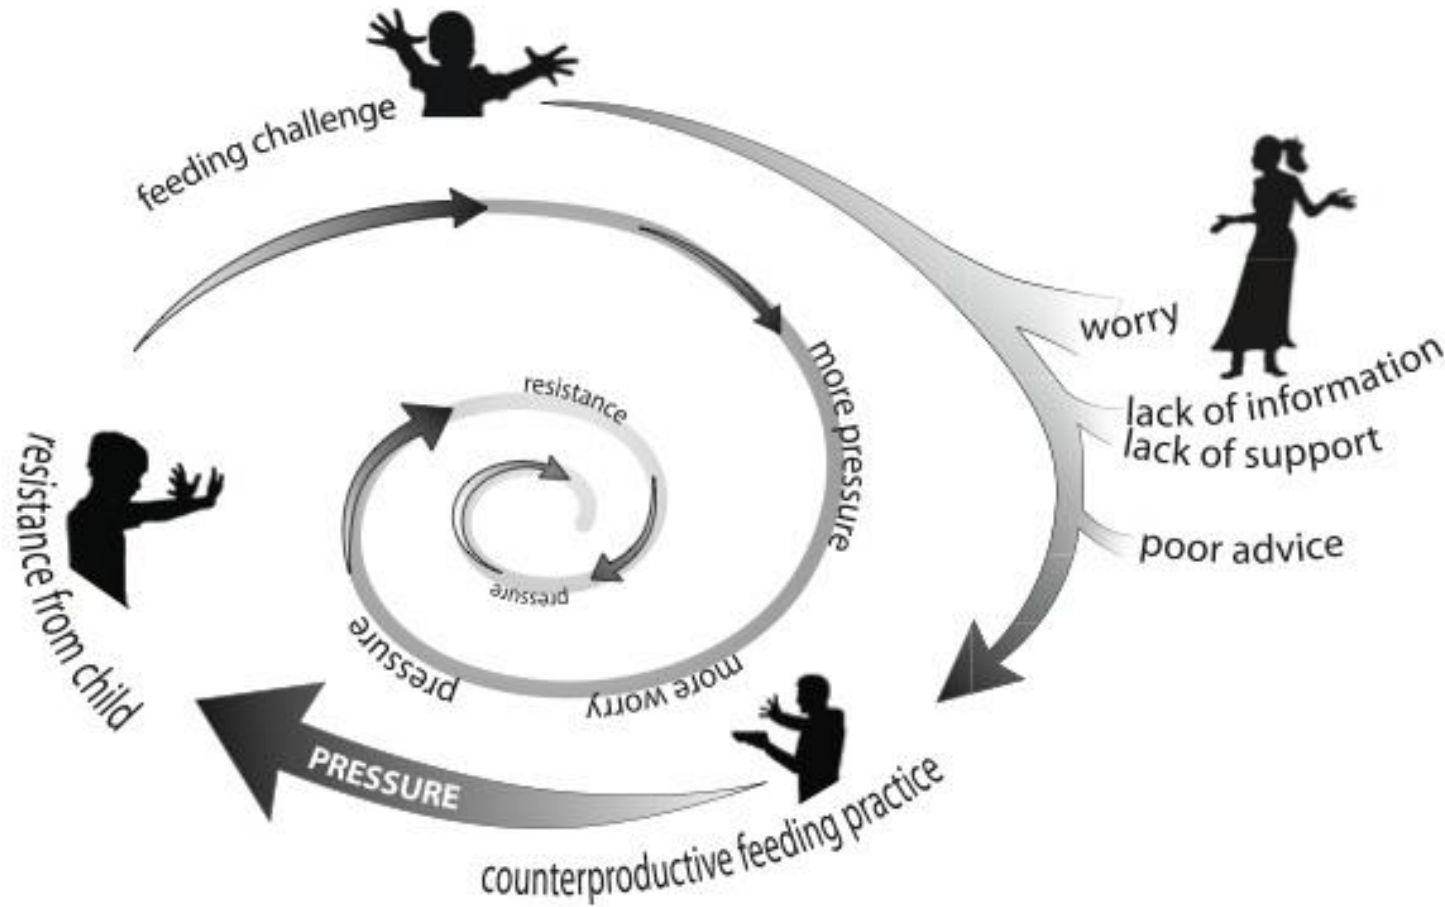 feeding challenge
worry
lack of information
lack of support
poor advice
counterproductive feeding practice
PRESSURE
resistance from child
more pressure
more worry
pressure
resistance
pressure